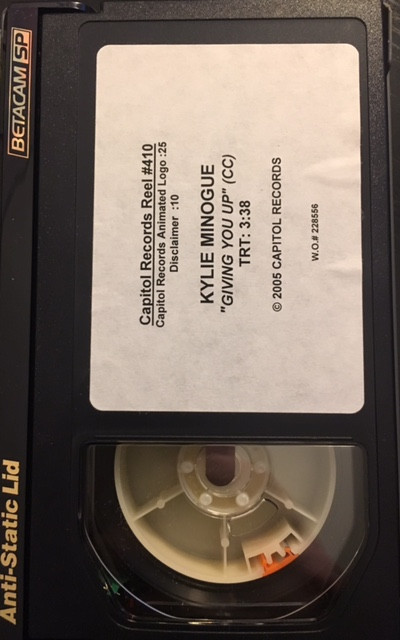 BETACAM SP
Capitol Records Reel #410
Capitol Records Animated Logo :25
Disclaimer :10
KYLIE MINOGUE
"GIVING YOU UP" (CC)
TRT: 3:38
© 2005 CAPITOL RECORDS
W.O.# 228556
Anti-Static Lid